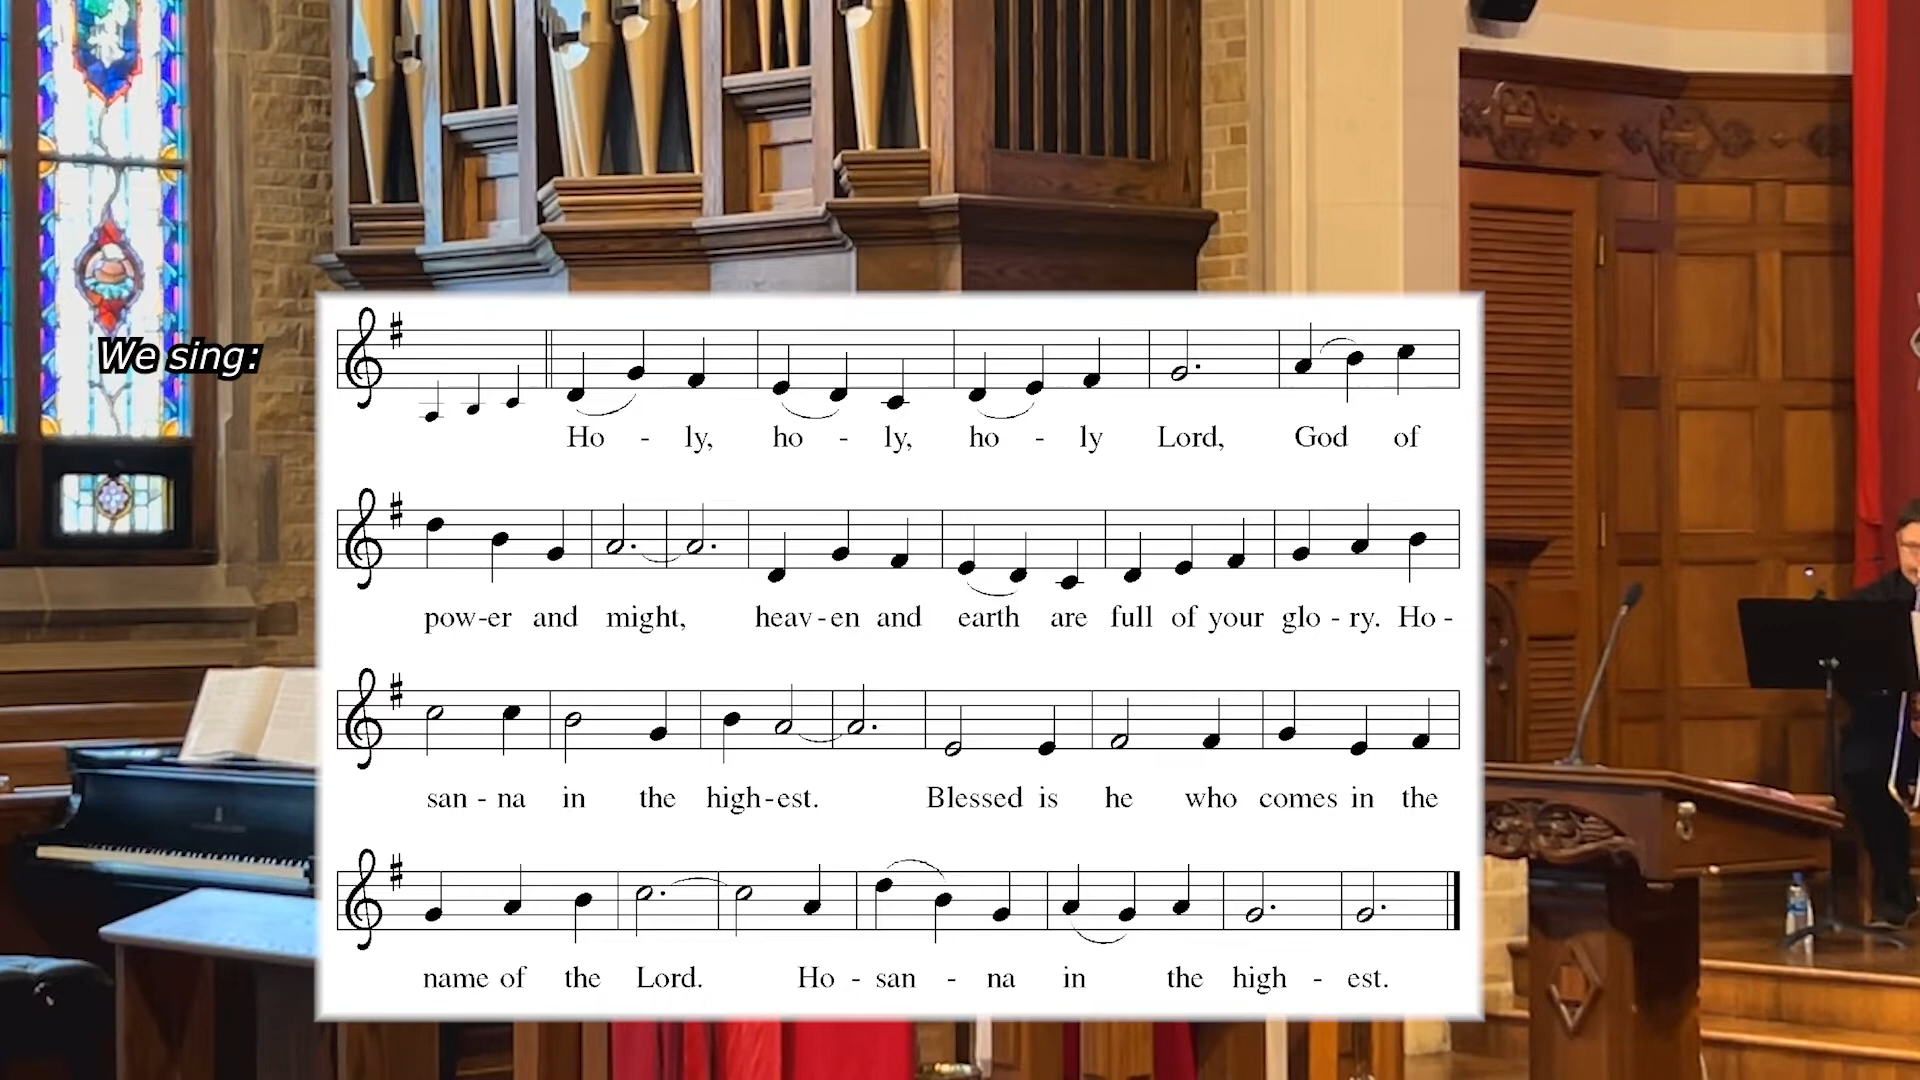 We sing:
Ho - ly, ho - ly, ho - ly Lord, God of
pow-er and might, heav-en and earth are full of your glo - ry. Ho -
san - na in the high-est. Blessed is he who comes in the
name of the Lord. Ho - san - na in the high - est.